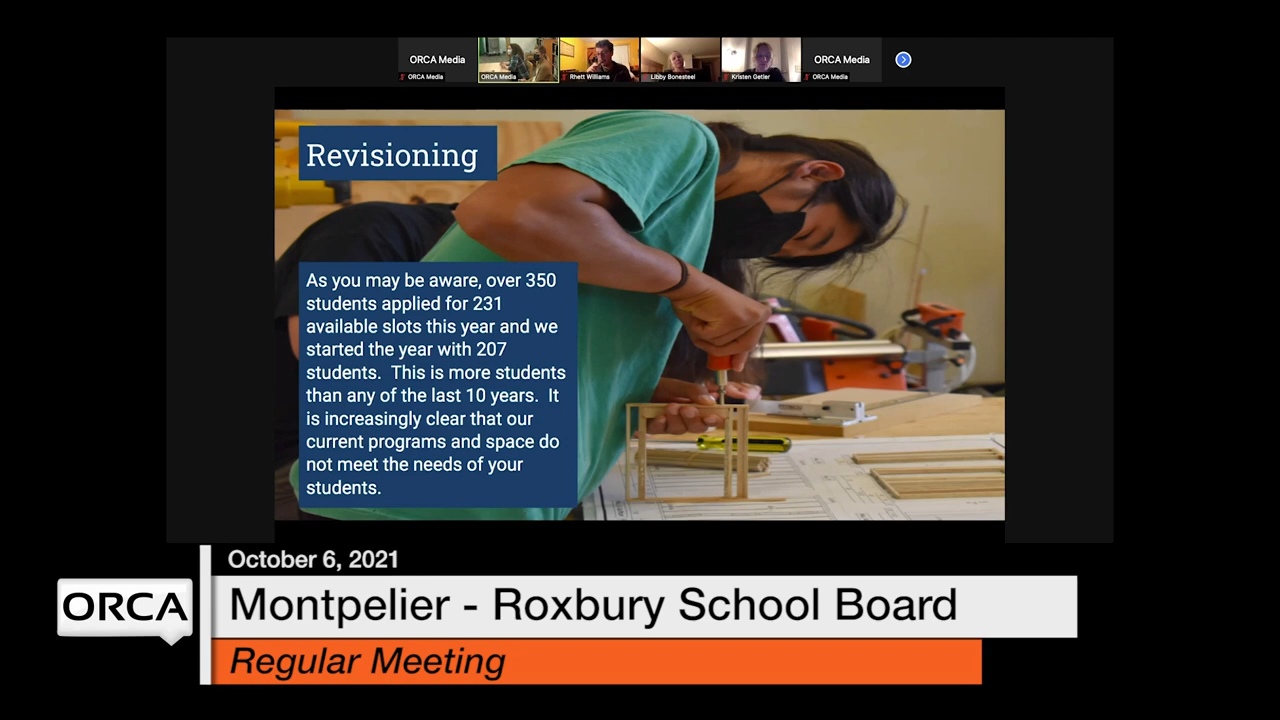 ORCA Media
ORCA Media
ORCA Media
Rhett Williams
Libby Bonesteel
Kristen Getler
ORCA Media
ORCA Media
Revisioning
As you may be aware, over 350
students applied for 231
available slots this year and we
started the year with 207
students. This is more students
than any of the last 10 years. It
is increasingly clear that our
current programs and space do
not meet the needs of your
students.
October 6, 2021
ORCA
Montpelier - Roxbury School Board
Regular Meeting